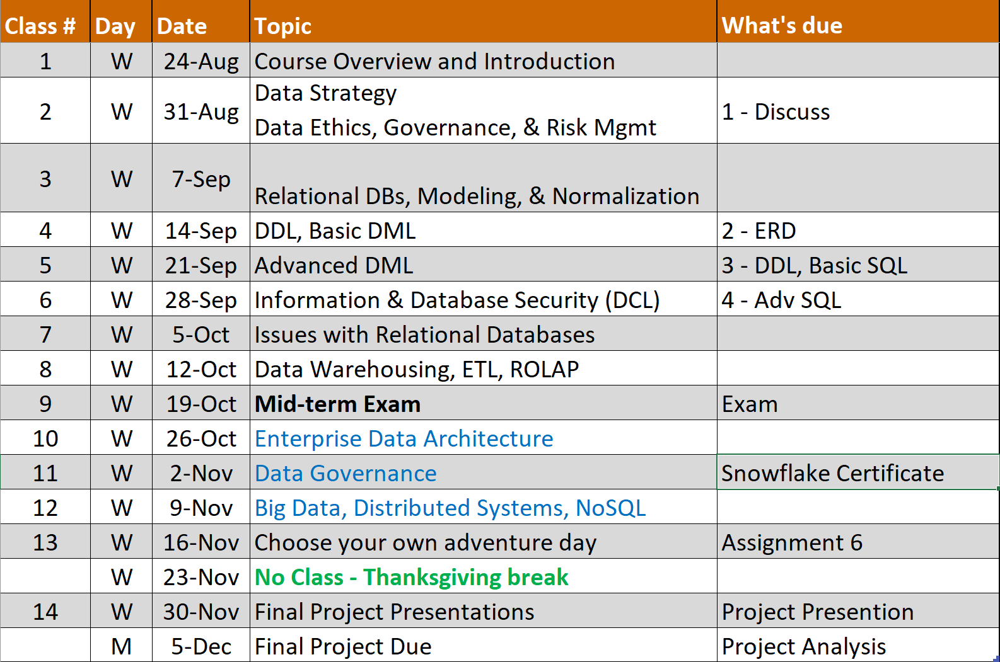 Class # Day Date Topic What's due
1 W 24-Aug Course Overview and Introduction
2 W 31-Aug Data Strategy
Data Ethics, Governance, & Risk Mgmt 1 - Discuss
3 W 7-Sep Relational DBs, Modeling, & Normalization
4 W 14-Sep DDL, Basic DML 2 - ERD
5 W 21-Sep Advanced DML 3 - DDL, Basic SQL
6 W 28-Sep Information & Database Security (DCL) 4 - Adv SQL
7 W 5-Oct Issues with Relational Databases
8 W 12-Oct Data Warehousing, ETL, ROLAP
9 W 19-Oct Mid-term Exam Exam
10 W 26-Oct Enterprise Data Architecture
11 W 2-Nov Data Governance Snowflake Certificate
12 W 9-Nov Big Data, Distributed Systems, NoSQL
13 W 16-Nov Choose your own adventure day Assignment 6
W 23-Nov No Class - Thanksgiving break
14 W 30-Nov Final Project Presentations Project Presention
M 5-Dec Final Project Due Project Analysis